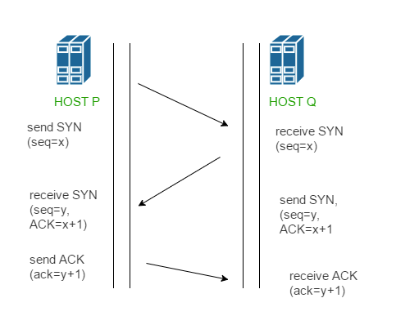 HOST P
HOST Q
send SYN
(seq=x)
receive SYN
(seq=x)
receive SYN
(seq=y,
ACK=x+1)
send SYN,
(seq=y,
ACK=x+1
send ACK
(ack=y+1)
receive ACK
(ack=y+1)